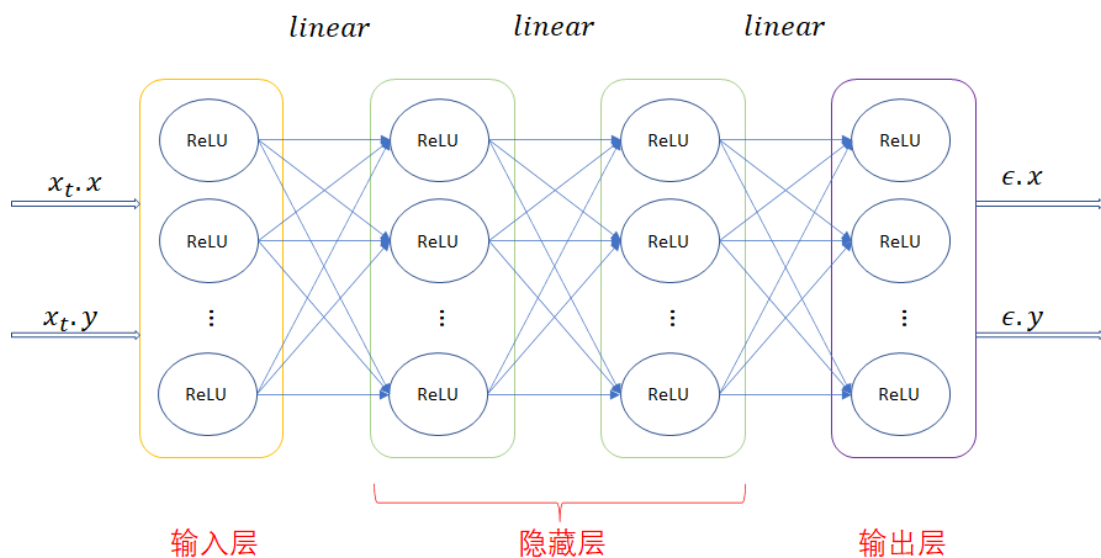 linear linear linear
ReLU ReLU ReLU ReLU
x_t.x ϵ.x
ReLU ReLU ReLU ReLU
⋮ ⋮ ⋮ ⋮
x_t.y ϵ.y
ReLU ReLU ReLU ReLU
输入层 隐藏层 输出层